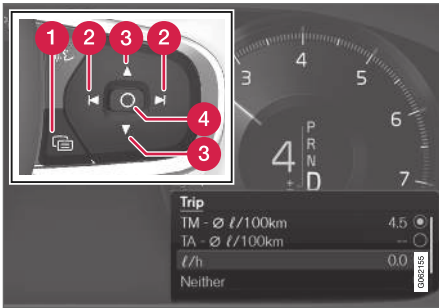 1
2
3
2
4
3
3
4
5
6
7
P
R
N
D
4
±
Trip
TM - Ø ℓ/100km 4.5
TA - Ø ℓ/100km --
ℓ/h 0.0
Neither
G062155